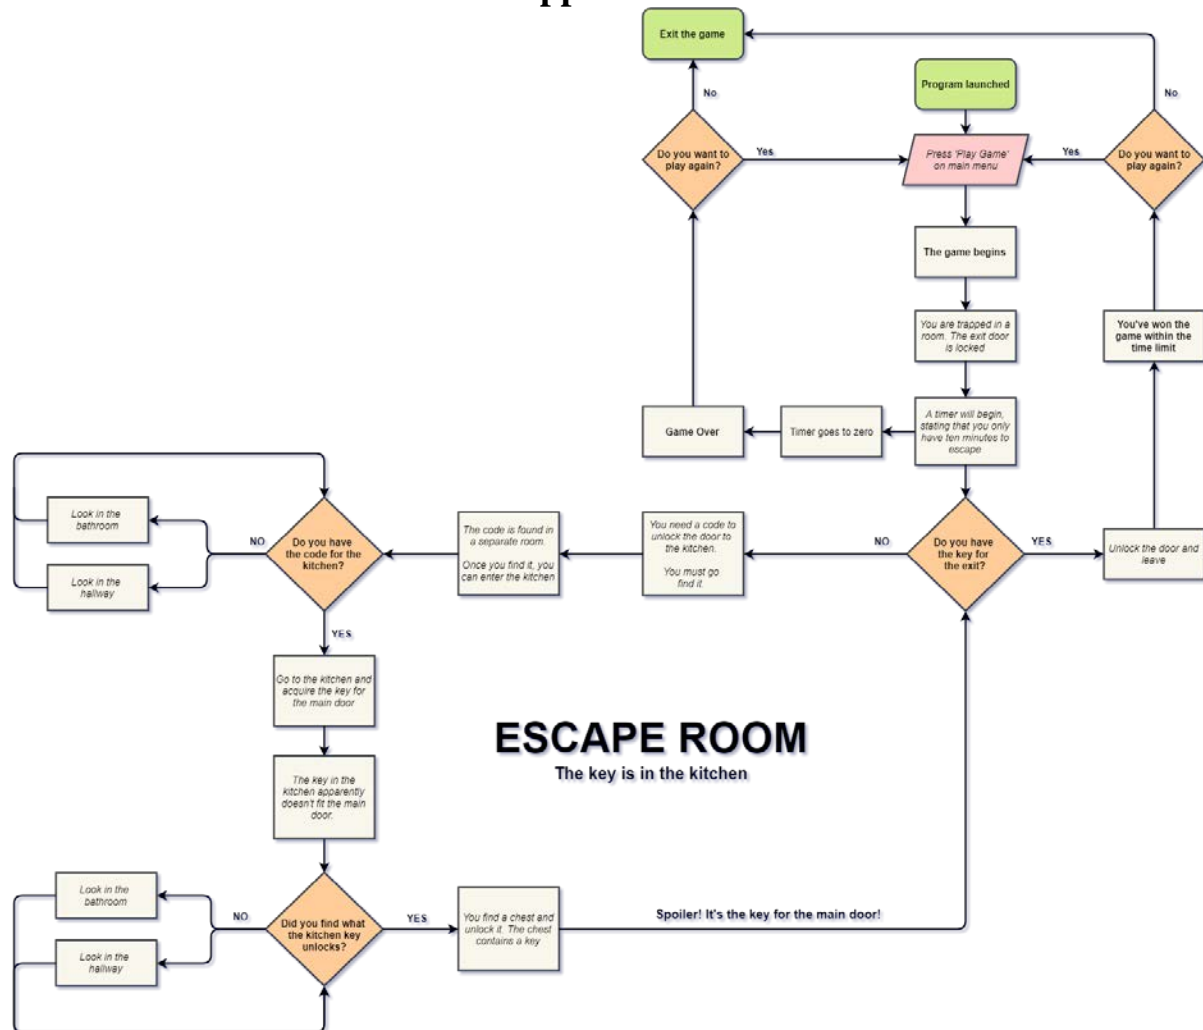 pp
Exit the game
Program launched
No
No
Do you want to
play again?
Yes
Press 'Play Game'
on main menu
Yes
Do you want to
play again?
The game begins
You are trapped in a
room. The exit door
is locked
You've won the
game within the
time limit
Game Over
Timer goes to zero
A timer will begin,
stating that you only
have ten minutes to
escape
Look in the
bathroom
NO
Do you have
the code for the
kitchen?
Look in the
hallway
The code is found in
a separate room.
Once you find it, you
can enter the kitchen
You need a code to
unlock the door to
the kitchen.
You must go
find it.
NO
Do you have
the key for
the exit?
YES
Unlock the door and
leave
YES
Go to the kitchen and
acquire the key for
the main door
ESCAPE ROOM
The key is in the kitchen
The key in the
kitchen apparently
doesn't fit the main
door.
Look in the
bathroom
NO
Did you find what
the kitchen key
unlocks?
Look in the
hallway
YES
You find a chest and
unlock it. The chest
contains a key
Spoiler! It's the key for the main door!